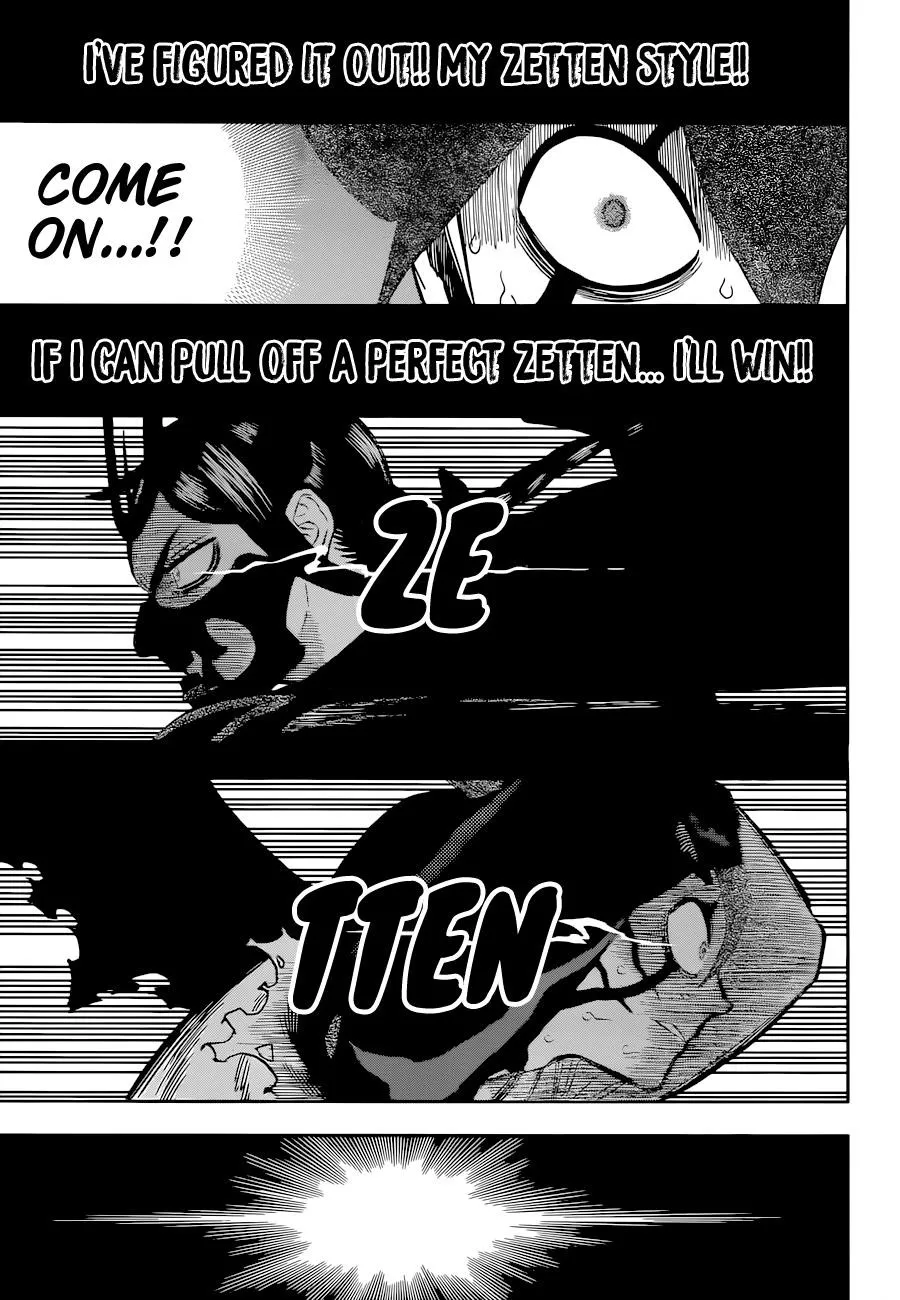 I'VE FIGURED IT OUT!! MY ZETTEN STYLE!!
COME
ON...!!
IF I CAN PULL OFF A PERFECT ZETTEN... I'LL WIN!!
ZE
TTEN